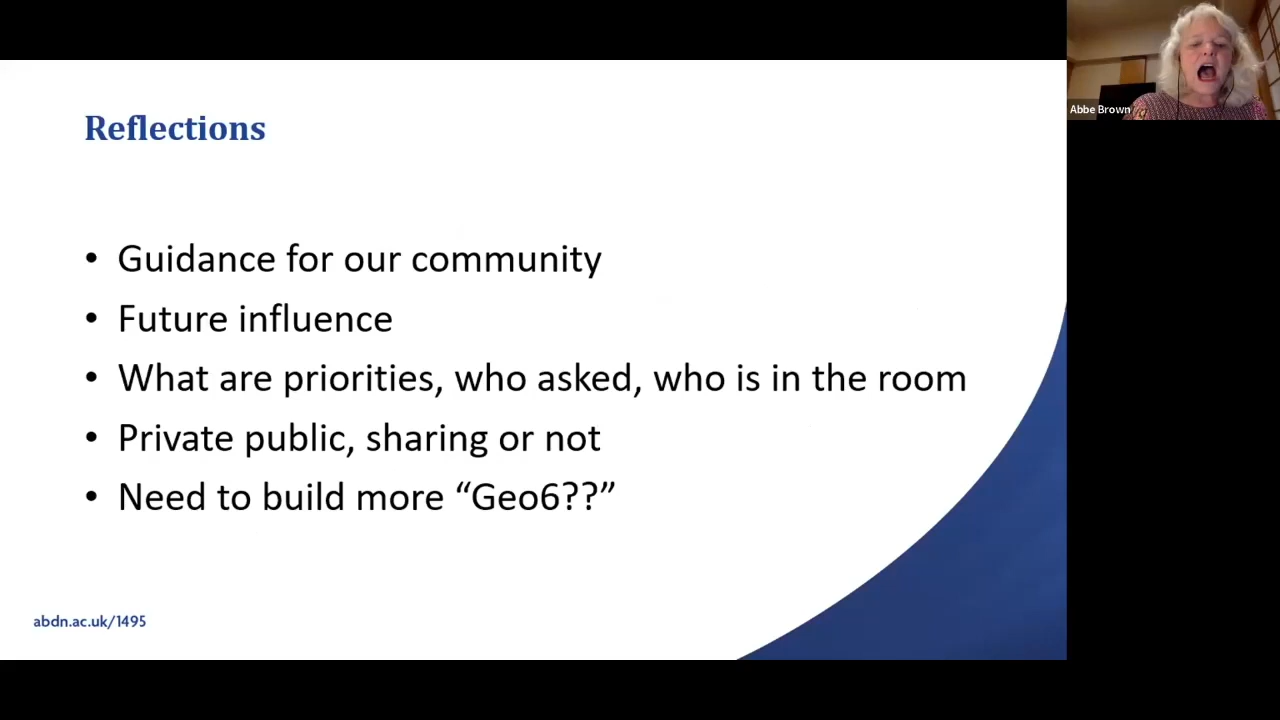 Reflections
• Guidance for our community
• Future influence
• What are priorities, who asked, who is in the room
• Private public, sharing or not
• Need to build more “Geo6??”
abdn.ac.uk/1495
Abbe Brown